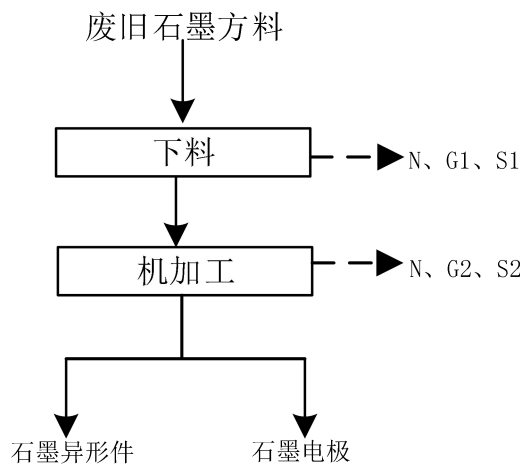 废旧石墨方料
下料
N、G1、S1
机加工
N、G2、S2
石墨异形件
石墨电极